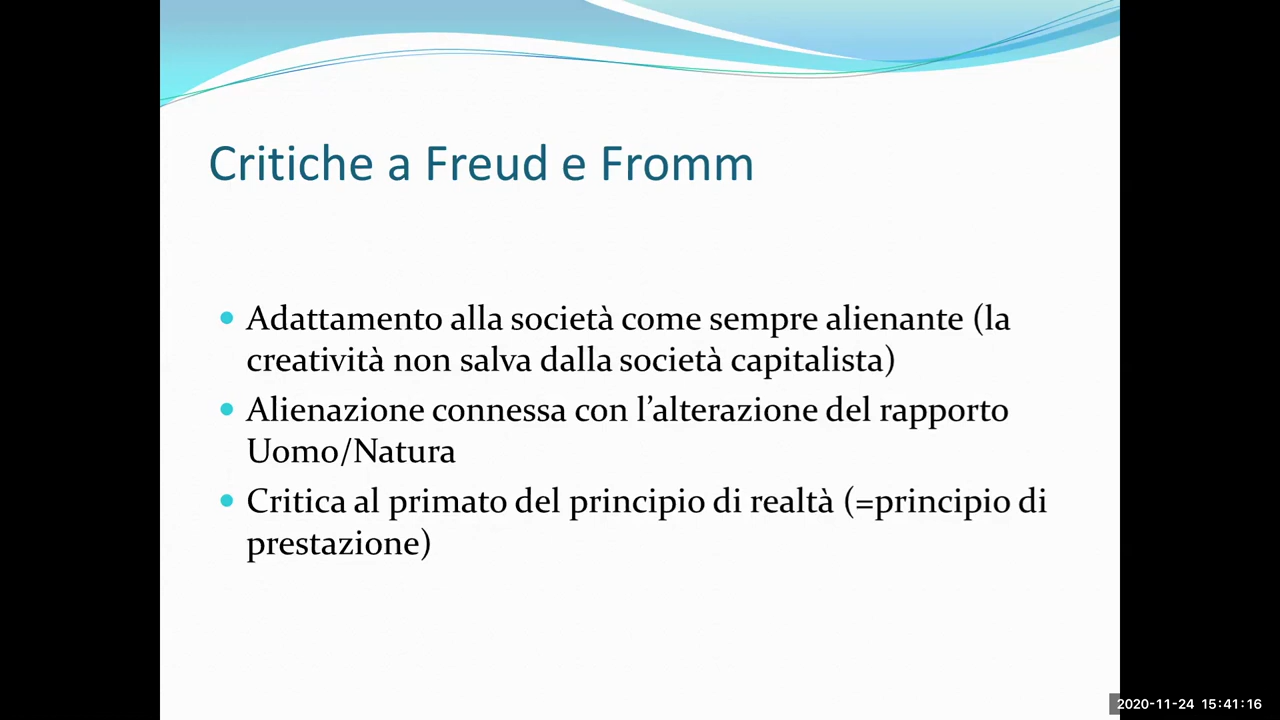 Critiche a Freud e Fromm
• Adattamento alla società come sempre alienante (la
creatività non salva dalla società capitalista)
• Alienazione connessa con l’alterazione del rapporto
Uomo/Natura
• Critica al primato del principio di realtà (=principio di
prestazione)
2020-11-24 15:41:16